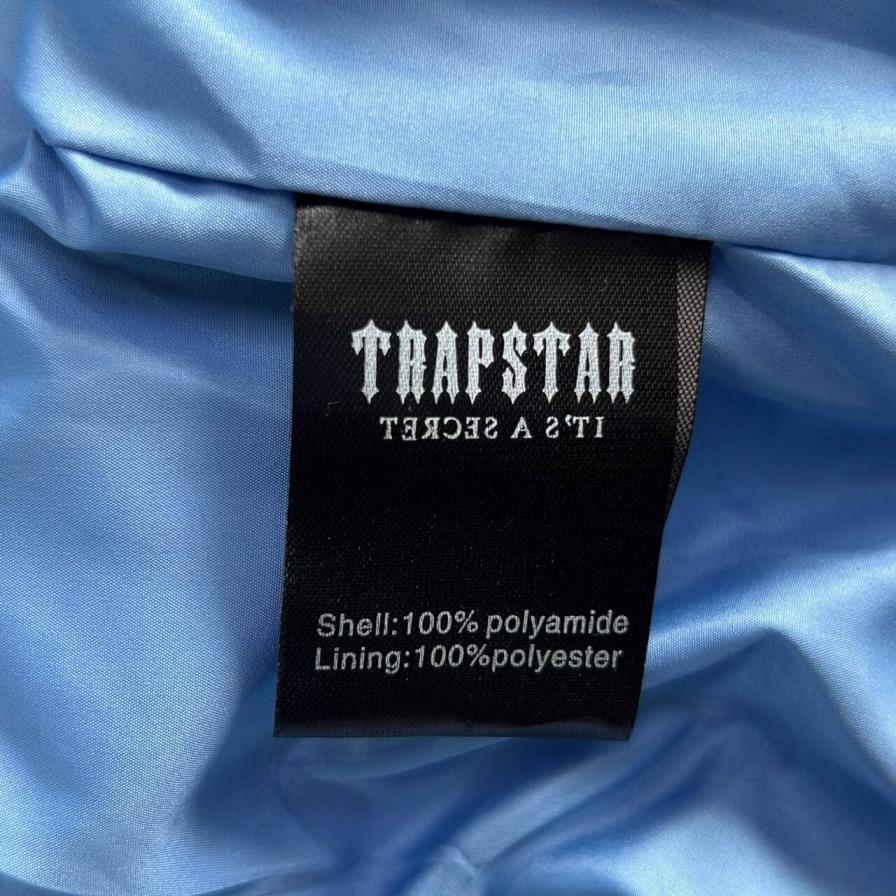 TRAPSTAR
IT'S A SECRET
Shell:100% polyamide
Lining:100%polyester